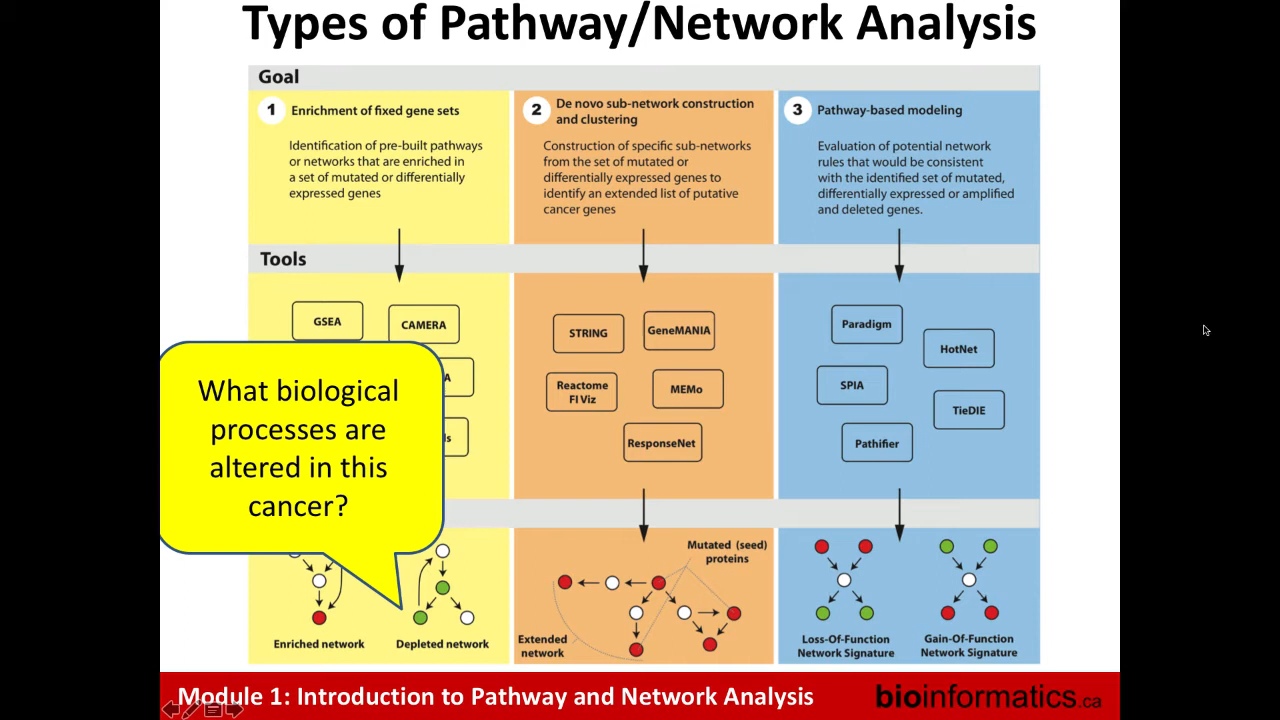 Types of Pathway/Network Analysis
Goal
1 Enrichment of fixed gene sets
Identification of pre-built pathways
or networks that are enriched in
a set of mutated or differentially
expressed genes
2 De novo sub-network construction
and clustering
Construction of specific sub-networks
from the set of mutated or
differentially expressed genes to
identify an extended list of putative
cancer genes
3 Pathway-based modeling
Evaluation of potential network
rules that would be consistent
with the identified set of mutated,
differentially expressed or amplified
and deleted genes.
Tools
GSEA
CAMERA
What biological
processes are
altered in this
cancer?
STRING
GeneMANIA
Reactome
FI Viz
MEMo
ResponseNet
Paradigm
HotNet
SPIA
TieDIE
Pathifier
Enriched network
Depleted network
Mutated (seed)
proteins
Extended
network
Loss-Of-Function
Network Signature
Gain-Of-Function
Network Signature
Module 1: Introduction to Pathway and Network Analysis
bioinformatics.ca